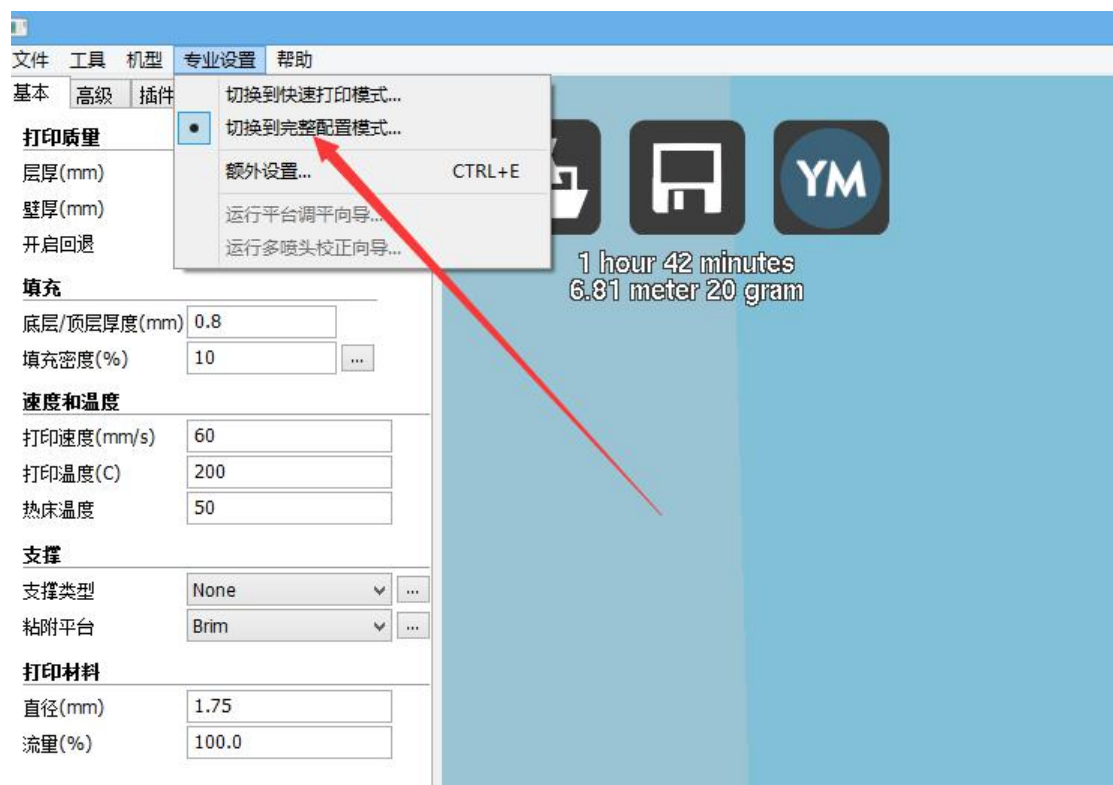 文件 工具 机型 专业设置 帮助
基本 高级 插件
切换到快速打印模式...
切换到完整配置模式...
额外设置... CTRL+E
运行平台调平向导...
运行多喷头校正向导...
打印质量
层厚(mm)
壁厚(mm)
开启回退
填充
底层/顶层厚度(mm) 0.8
填充密度(%) 10 ...
速度和温度
打印速度(mm/s) 60
打印温度(C) 200
热床温度 50
支撑
支撑类型 None ...
粘附平台 Brim ...
打印材料
直径(mm) 1.75
流量(%) 100.0
YM
1 hour 42 minutes
6.81 meter 20 gram